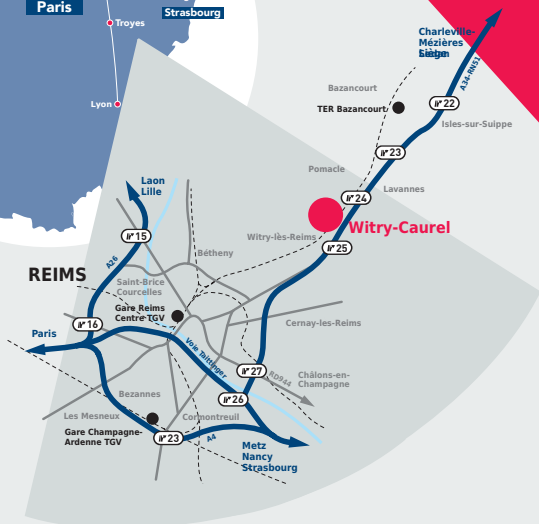 Paris
Strasbourg
Troyes
Lyon
Charleville-
Mézières
Sedan
Liège
A34-RN51
22
Bazancourt
TER Bazancourt
Isles-sur-Suippe
23
Pomacle
Lavannes
24
Witry-Caurel
Witry-lès-Reims
25
Laon
Lille
15
A26
Bétheny
REIMS
Saint-Brice
Courcelles
Gare Reims
Centre TGV
16
Paris
Cernay-les-Reims
Voie Taittinger
27
RD944
Châlons-en-
Champagne
26
Bezannes
Les Mesneux
Cormontreuil
Gare Champagne-
Ardenne TGV
23
A4
Metz
Nancy
Strasbourg